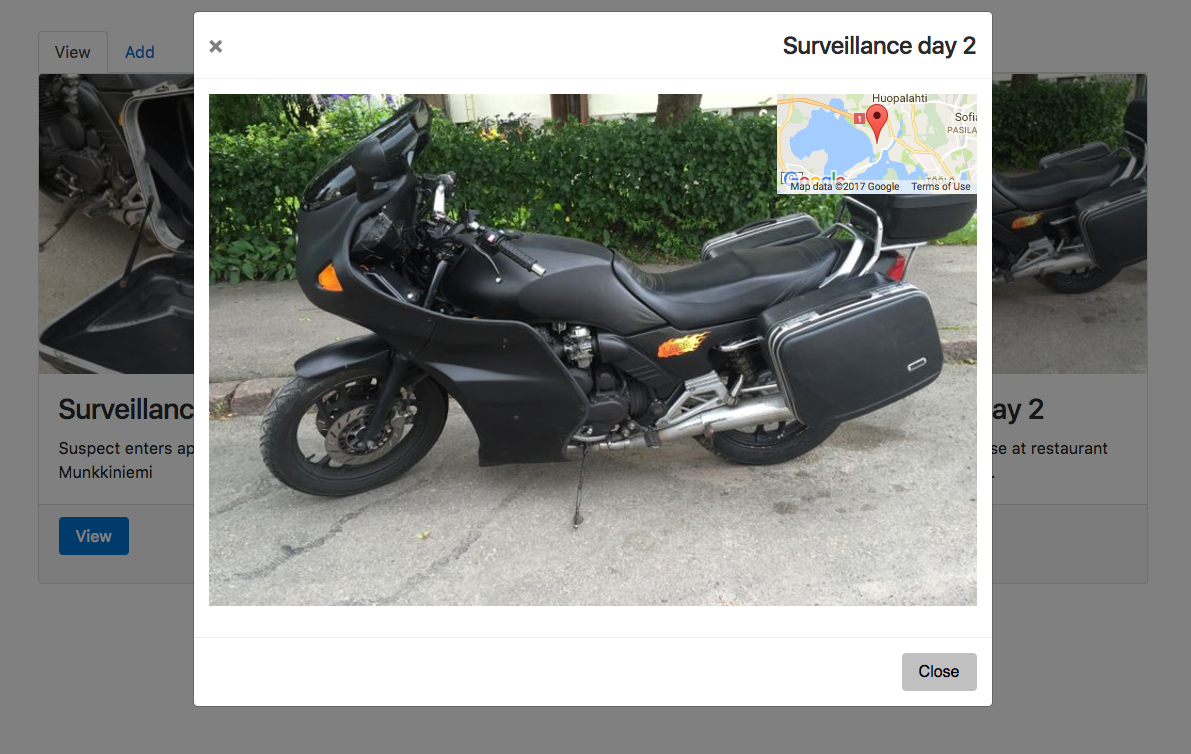 View
Add
×
Surveillance day 2
Huopalahti
1
Sofia
PASILA
TÖÖLÖ
Google
Map data ©2017 Google
Terms of Use
Surveillanc
Suspect enters ap
Munkkiniemi
View
ay 2
se at restaurant
.
Close